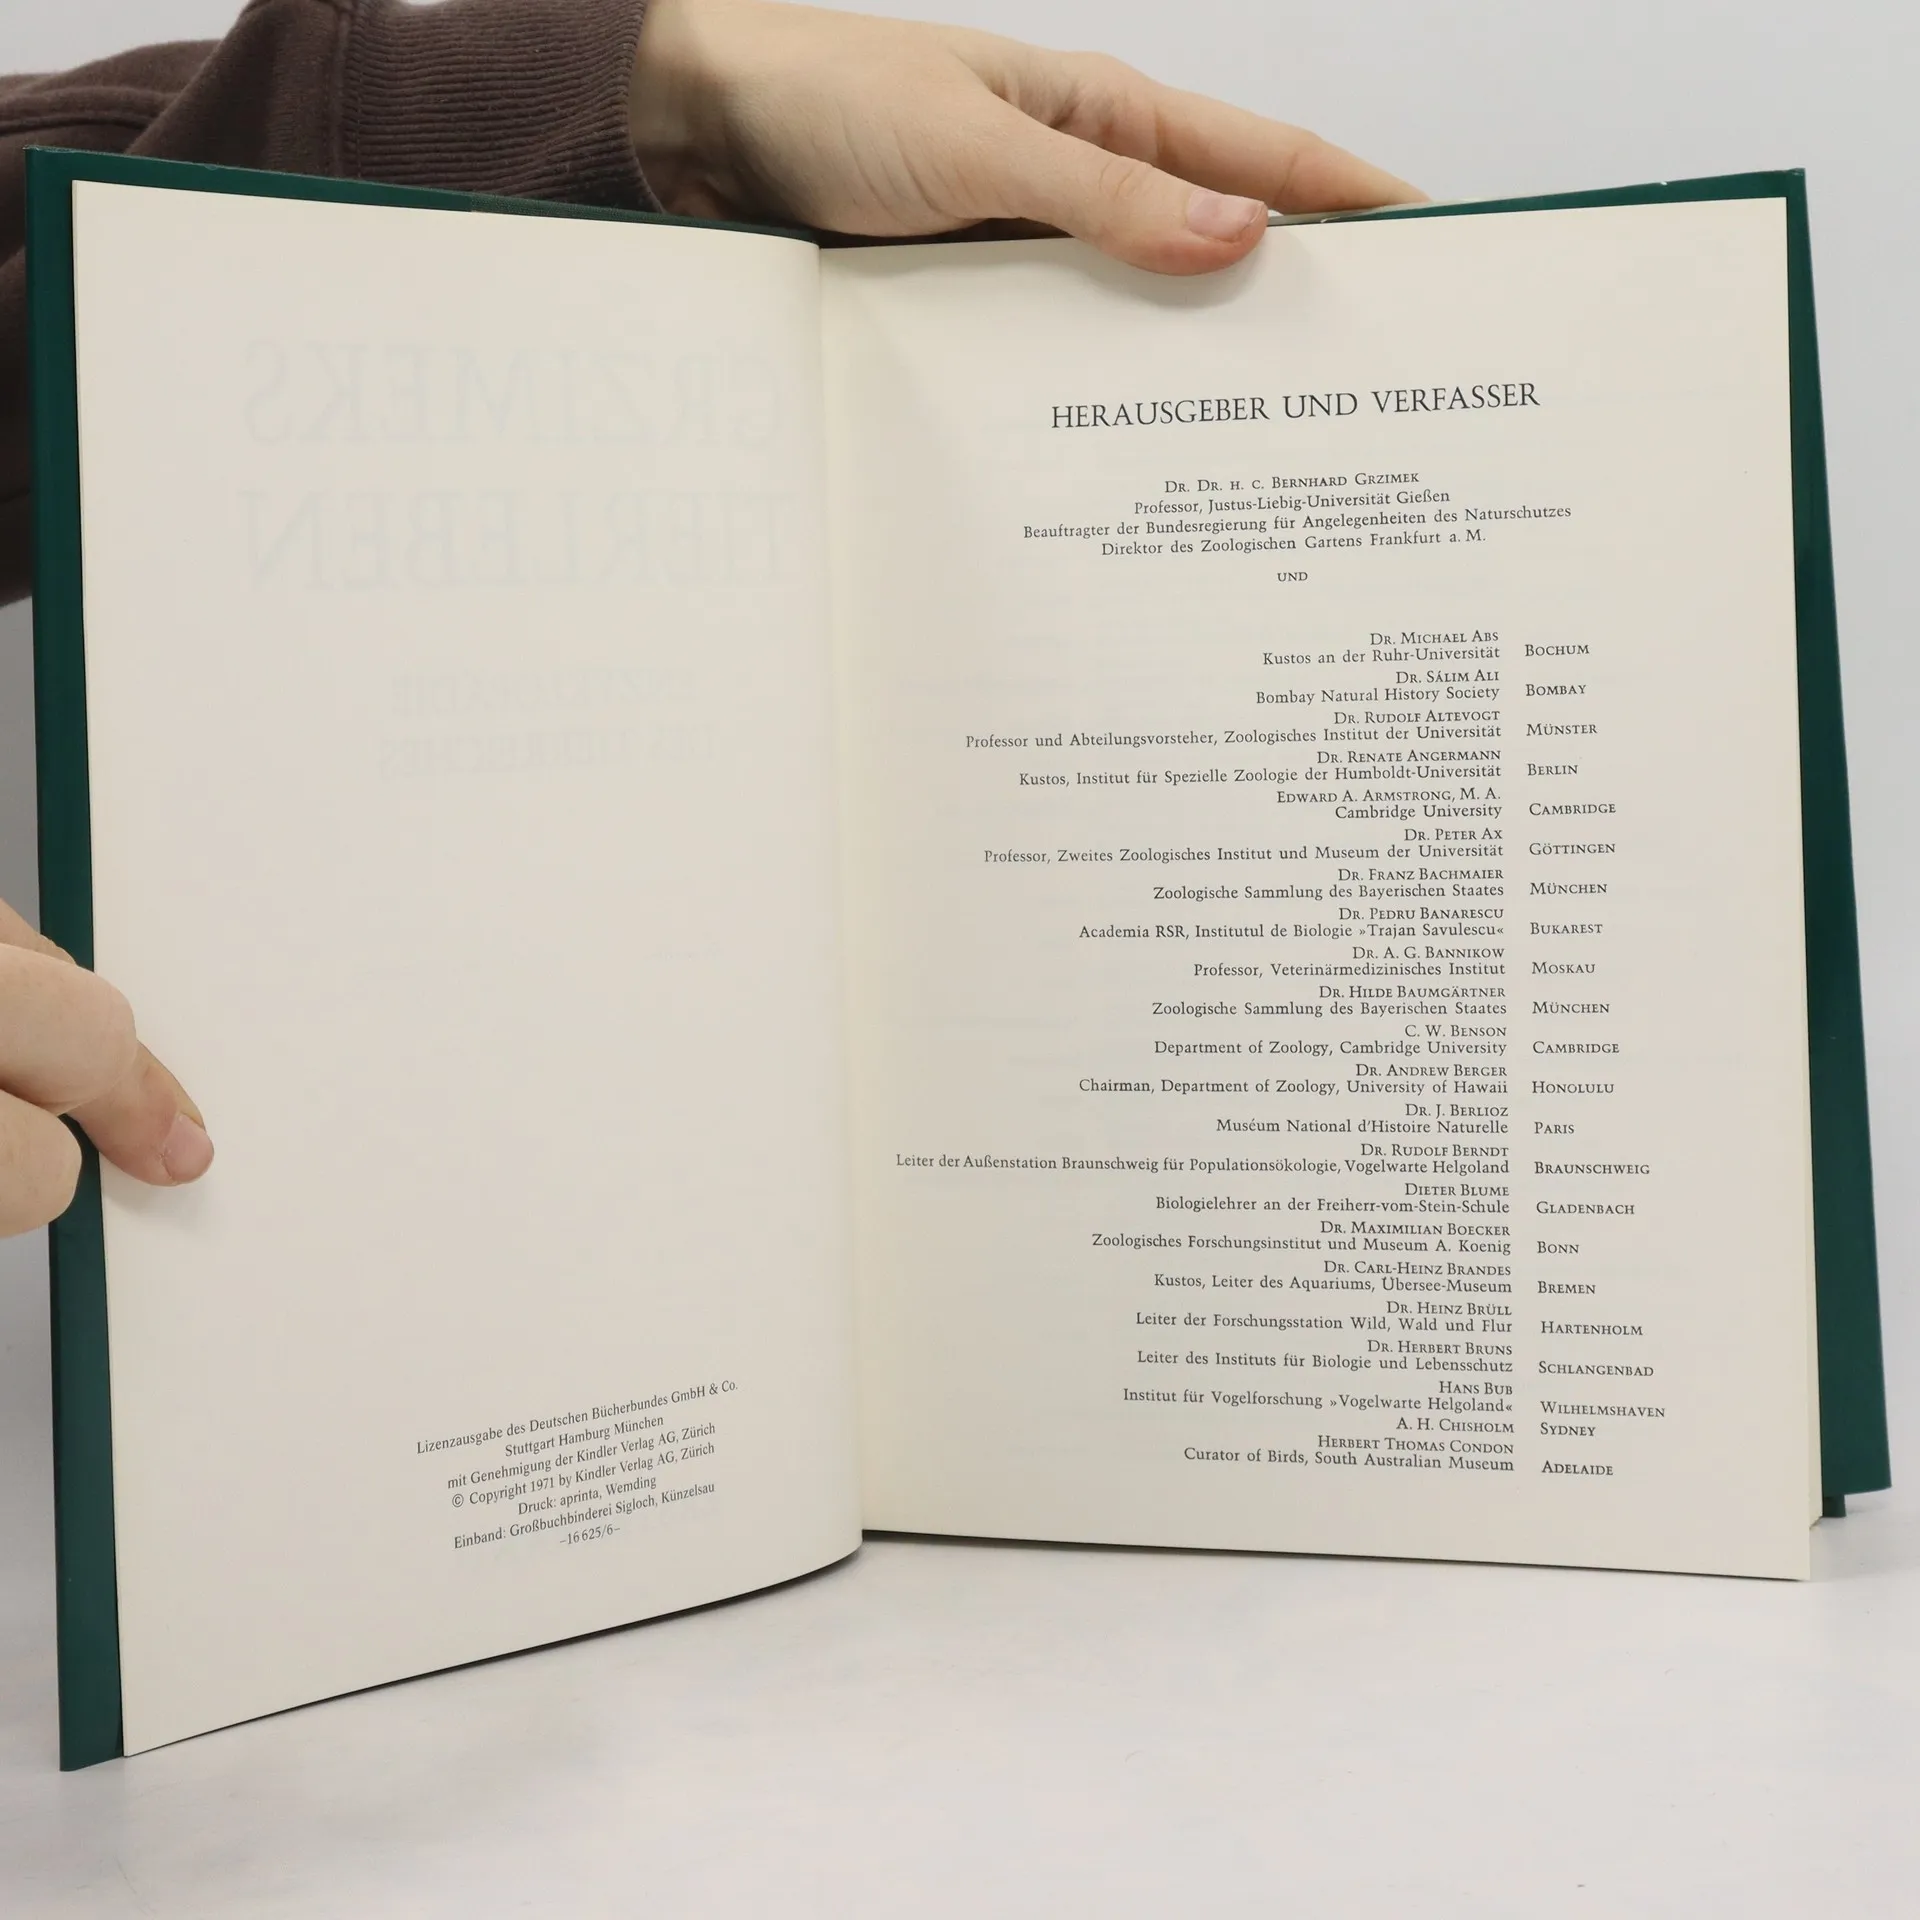 Lizenzausgabe des Deutschen Bücherbundes GmbH & Co.
Stuttgart Hamburg München
mit Genehmigung der Kindler Verlag AG, Zürich
© Copyright 1971 by Kindler Verlag AG, Zürich
Druck: aprinta, Wemding
Einband: Großbuchbinderei Sigloch, Künzelsau
–16 625/6–
HERAUSGEBER UND VERFASSER
DR. DR. H. C. BERNHARD GRZIMEK
Professor, Justus-Liebig-Universität Gießen
Beauftragter der Bundesregierung für Angelegenheiten des Naturschutzes
Direktor des Zoologischen Gartens Frankfurt a. M.
UND
DR. MICHAEL ABS
Kustos an der Ruhr-Universität BOCHUM
DR. SÁLIM ALI
Bombay Natural History Society BOMBAY
DR. RUDOLF ALTEVOGT
Professor und Abteilungsvorsteher, Zoologisches Institut der Universität MÜNSTER
DR. RENATE ANGERMANN
Kustos, Institut für Spezielle Zoologie der Humboldt-Universität BERLIN
EDWARD A. ARMSTRONG, M. A.
Cambridge University CAMBRIDGE
DR. PETER AX
Professor, Zweites Zoologisches Institut und Museum der Universität GÖTTINGEN
DR. FRANZ BACHMAIER
Zoologische Sammlung des Bayerischen Staates MÜNCHEN
DR. PEDRU BANARESCU
Academia RSR, Institutul de Biologie »Trajan Savulescu« BUKAREST
DR. A. G. BANNIKOW
Professor, Veterinärmedizinisches Institut MOSKAU
DR. HILDE BAUMGÄRTNER
Zoologische Sammlung des Bayerischen Staates MÜNCHEN
C. W. BENSON
Department of Zoology, Cambridge University CAMBRIDGE
DR. ANDREW BERGER
Chairman, Department of Zoology, University of Hawaii HONOLULU
DR. J. BERLIOZ
Muséum National d'Histoire Naturelle PARIS
DR. RUDOLF BERNDT
Leiter der Außenstation Braunschweig für Populationsökologie, Vogelwarte Helgoland BRAUNSCHWEIG
DIETER BLUME
Biologielehrer an der Freiherr-vom-Stein-Schule GLADENBACH
DR. MAXIMILIAN BOECKER
Zoologisches Forschungsinstitut und Museum A. Koenig BONN
DR. CARL-HEINZ BRANDES
Kustos, Leiter des Aquariums, Übersee-Museum BREMEN
DR. HEINZ BRÜLL
Leiter der Forschungsstation Wild, Wald und Flur HARTENHOLM
DR. HERBERT BRUNS
Leiter des Instituts für Biologie und Lebensschutz SCHLANGENBAD
HANS BUB
Institut für Vogelforschung »Vogelwarte Helgoland« WILHELMSHAVEN
A. H. CHISHOLM SYDNEY
HERBERT THOMAS CONDON
Curator of Birds, South Australian Museum ADELAIDE